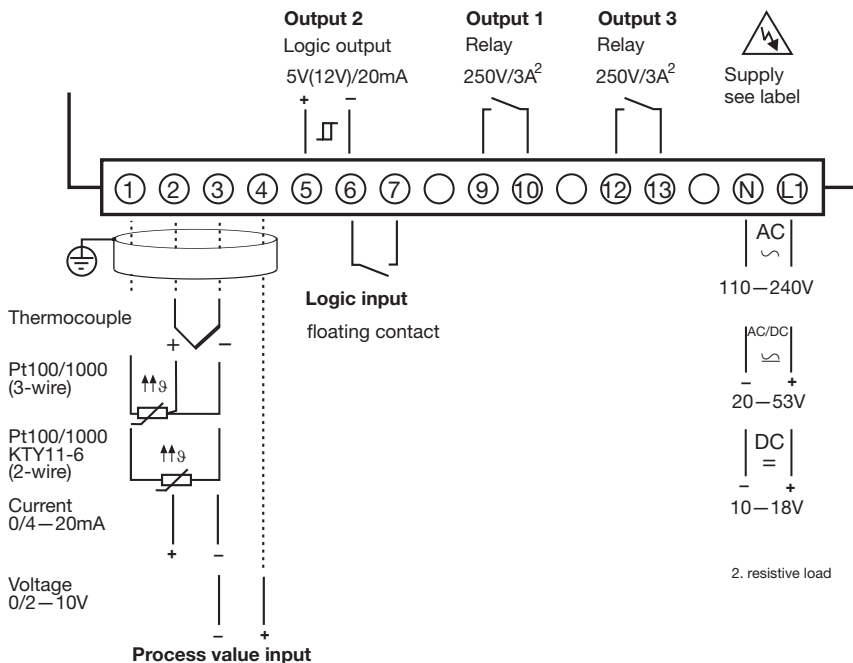 Output 2
Logic output
5V(12V)/20mA
+ −
Output 1
Relay
250V/3A²
Output 3
Relay
250V/3A²
Supply
see label
1 2 3 4 5 6 7 9 10 12 13 N L1
Logic input
floating contact
AC
110—240V
AC/DC
− +
20—53V
DC
− +
10—18V
Thermocouple
+ −
Pt100/1000
(3-wire)
ϑ
Pt100/1000
KTY11-6
(2-wire)
ϑ
Current
0/4—20mA
+ −
Voltage
0/2—10V
− +
Process value input
2. resistive load